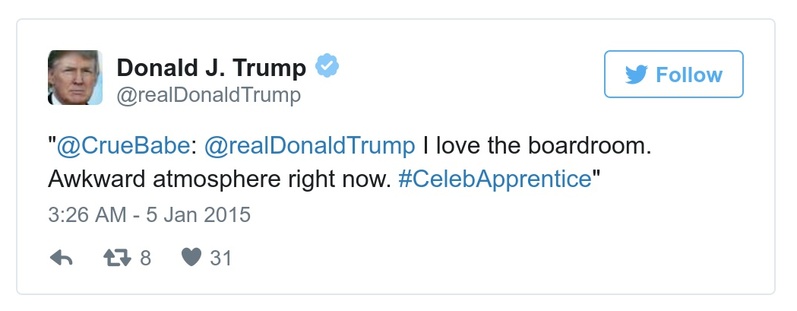 Donald J. Trump
@realDonaldTrump
Follow
"@CrueBabe: @realDonaldTrump I love the boardroom.
Awkward atmosphere right now. #CelebApprentice"
3:26 AM - 5 Jan 2015
8 31